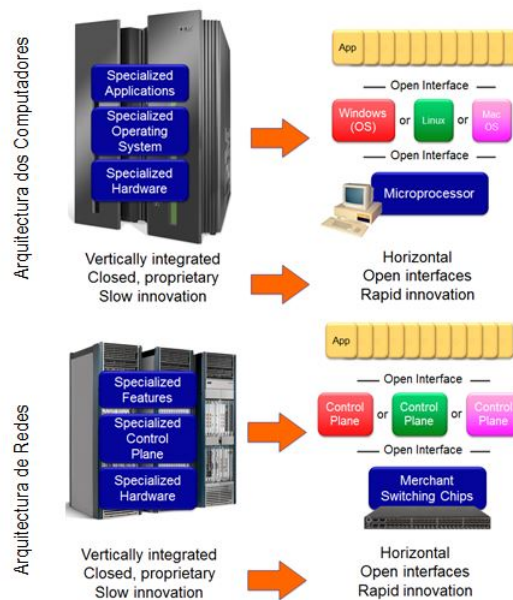 Arquitectura dos Computadores
Specialized
Applications
Specialized
Operating
System
Specialized
Hardware
Vertically integrated
Closed, proprietary
Slow innovation
App
Open Interface
Windows
(OS)
or
Linux
or
Mac
OS
Open Interface
Microprocessor
Horizontal
Open interfaces
Rapid innovation
Arquitectura de Redes
Specialized
Features
Specialized
Control
Plane
Specialized
Hardware
Vertically integrated
Closed, proprietary
Slow innovation
App
Open Interface
Control
Plane
or
Control
Plane
or
Control
Plane
Open Interface
Merchant
Switching Chips
Horizontal
Open interfaces
Rapid innovation